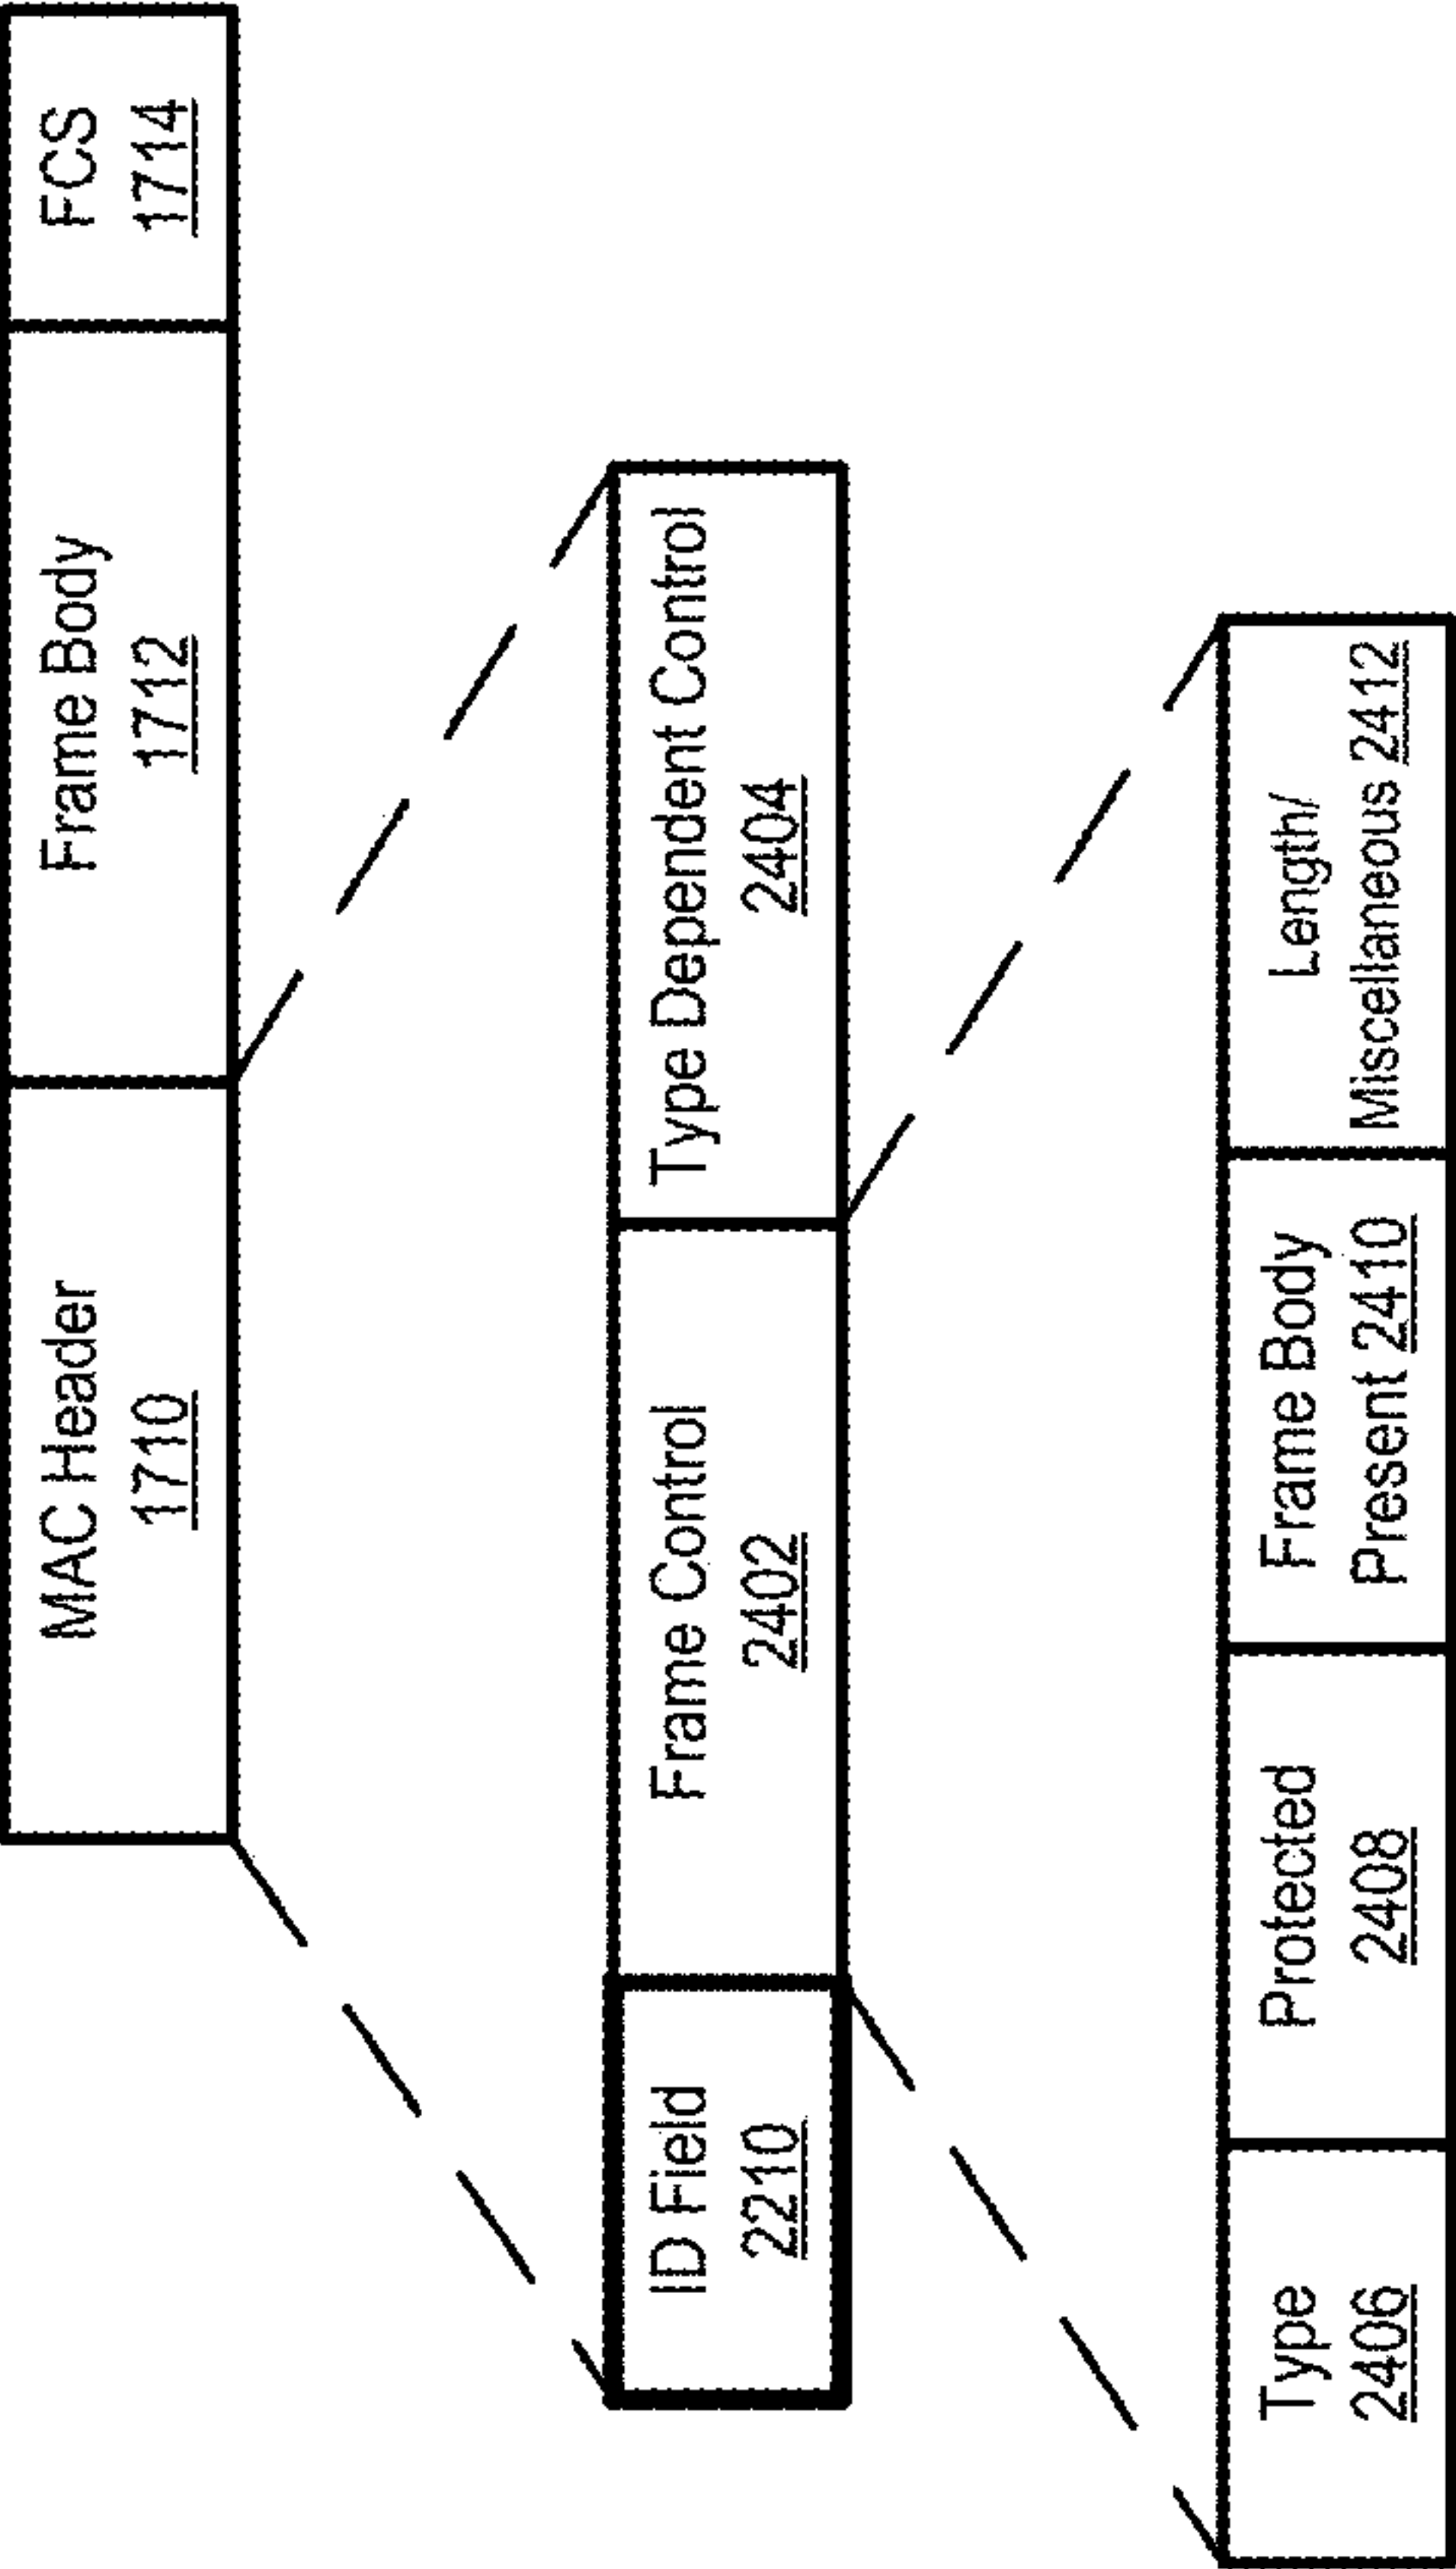 MAC Header
1710
Frame Body
1712
FCS
1714
ID Field
2210
Frame Control
2402
Type Dependent Control
2404
Type
2406
Protected
2408
Frame Body
Present 2410
Length/
Miscellaneous 2412